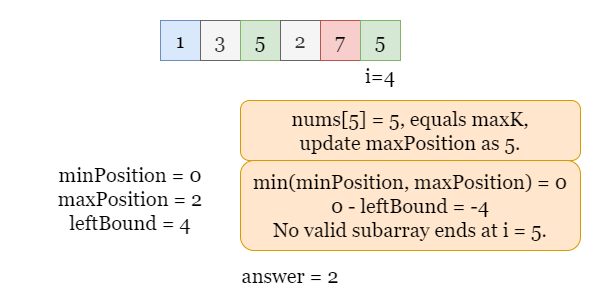 1 3 5 2 7 5
i=4
nums[5] = 5, equals maxK,
update maxPosition as 5.
minPosition = 0
maxPosition = 2
leftBound = 4
min(minPosition, maxPosition) = 0
0 - leftBound = -4
No valid subarray ends at i = 5.
answer = 2